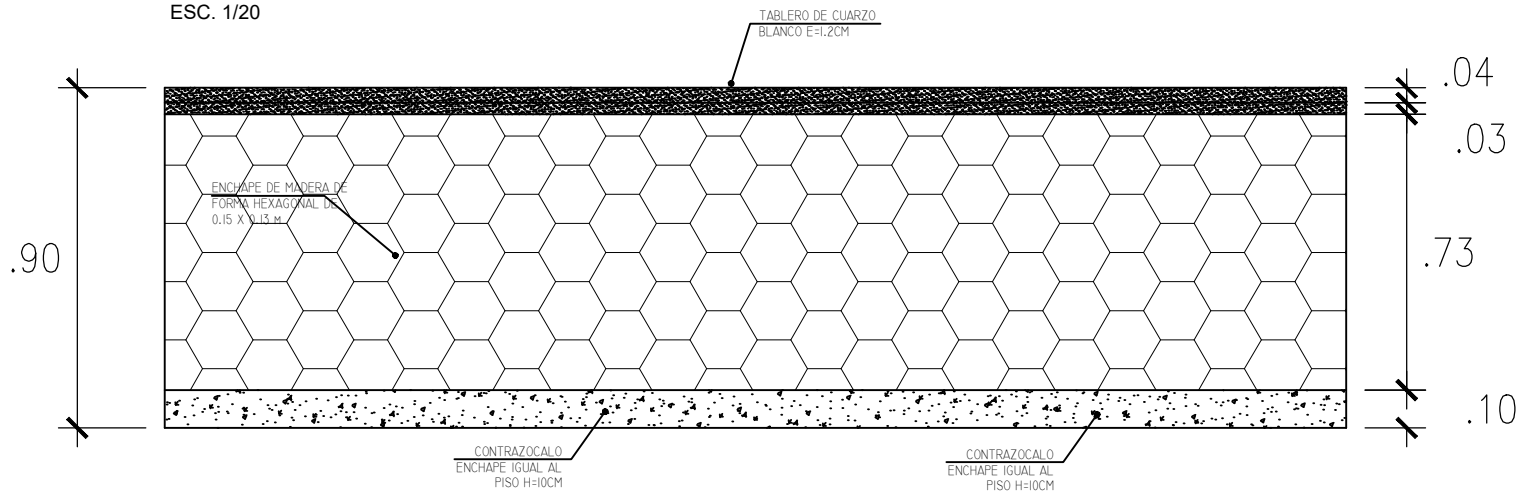 ESC. 1/20
TABLERO DE CUARZO
BLANCO E=1.2CM
.04
.03
ENCHAPE DE MADERA DE
FORMA HEXAGONAL DE
0.15 X 0.13 M
.90
.73
.10
CONTRAZOCALO
ENCHAPE IGUAL AL
PISO H=10CM
CONTRAZOCALO
ENCHAPE IGUAL AL
PISO H=10CM